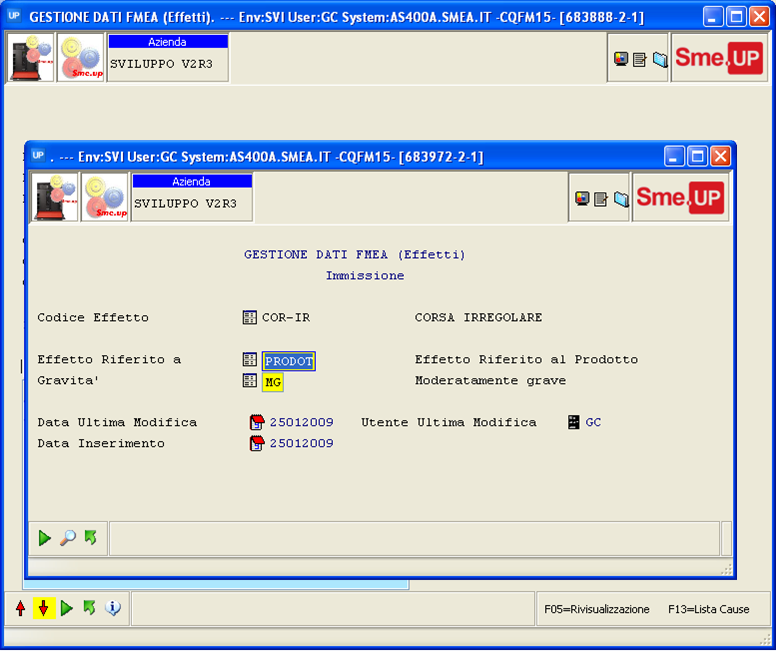 UP GESTIONE DATI FMEA (Effetti). --- Env:SVI User:GC System:AS400A.SMEA.IT -CQFM15- [683888-2-1]
Sme.up
Azienda
SVILUPPO V2R3
Sme.UP
UP . --- Env:SVI User:GC System:AS400A.SMEA.IT -CQFM15- [683972-2-1]
Sme.up
Azienda
SVILUPPO V2R3
Sme.UP
GESTIONE DATI FMEA (Effetti)
Immissione
Codice Effetto COR-IR CORSA IRREGOLARE
Effetto Riferito a PRODOT Effetto Riferito al Prodotto
Gravita' MG Moderatamente grave
Data Ultima Modifica 25012009 Utente Ultima Modifica GC
Data Inserimento 25012009
F05=Rivisualizzazione F13=Lista Cause